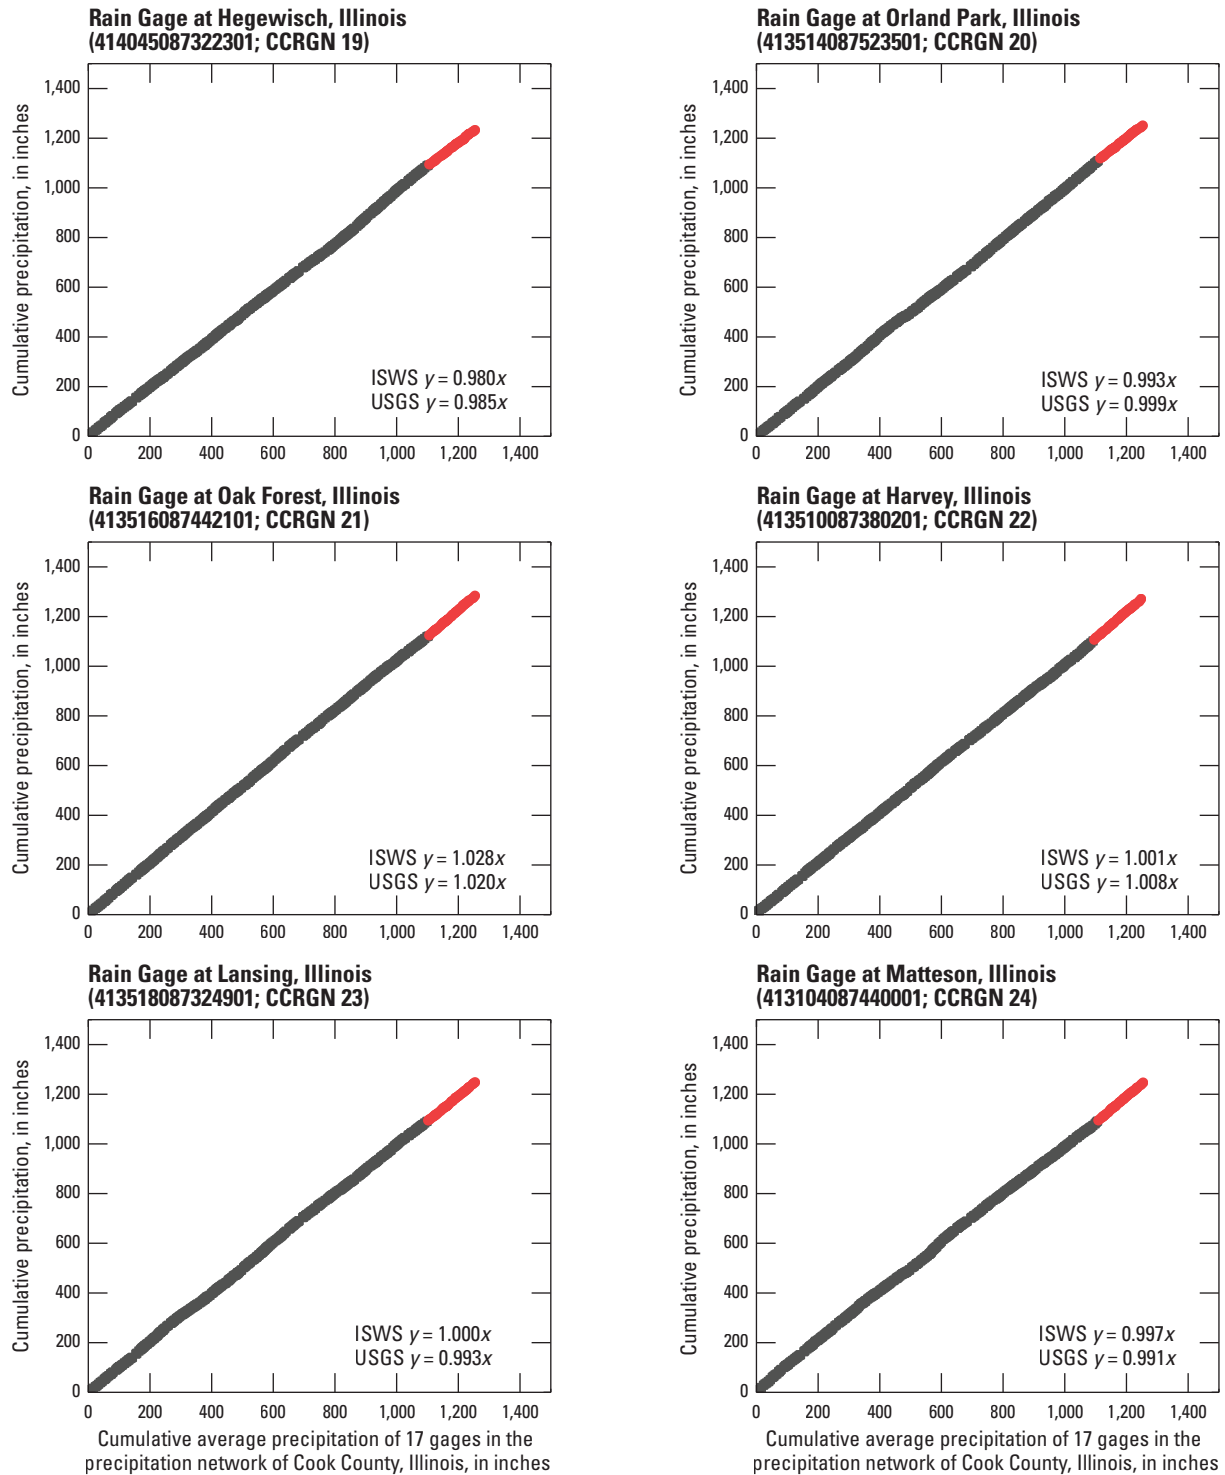 Rain Gage at Hegewisch, Illinois
(414045087322301; CCRGN 19)
Cumulative precipitation, in inches
1,400
1,200
1,000
800
600
400
200
0
ISWS y = 0.980x
USGS y = 0.985x
0 200 400 600 800 1,000 1,200 1,400
Rain Gage at Orland Park, Illinois
(413514087523501; CCRGN 20)
Cumulative precipitation, in inches
1,400
1,200
1,000
800
600
400
200
0
ISWS y = 0.993x
USGS y = 0.999x
0 200 400 600 800 1,000 1,200 1,400
Rain Gage at Oak Forest, Illinois
(413516087442101; CCRGN 21)
Cumulative precipitation, in inches
1,400
1,200
1,000
800
600
400
200
0
ISWS y = 1.028x
USGS y = 1.020x
0 200 400 600 800 1,000 1,200 1,400
Rain Gage at Harvey, Illinois
(413510087380201; CCRGN 22)
Cumulative precipitation, in inches
1,400
1,200
1,000
800
600
400
200
0
ISWS y = 1.001x
USGS y = 1.008x
0 200 400 600 800 1,000 1,200 1,400
Rain Gage at Lansing, Illinois
(413518087324901; CCRGN 23)
Cumulative precipitation, in inches
1,400
1,200
1,000
800
600
400
200
0
ISWS y = 1.000x
USGS y = 0.993x
0 200 400 600 800 1,000 1,200 1,400
Cumulative average precipitation of 17 gages in the
precipitation network of Cook County, Illinois, in inches
Rain Gage at Matteson, Illinois
(413104087440001; CCRGN 24)
Cumulative precipitation, in inches
1,400
1,200
1,000
800
600
400
200
0
ISWS y = 0.997x
USGS y = 0.991x
0 200 400 600 800 1,000 1,200 1,400
Cumulative average precipitation of 17 gages in the
precipitation network of Cook County, Illinois, in inches